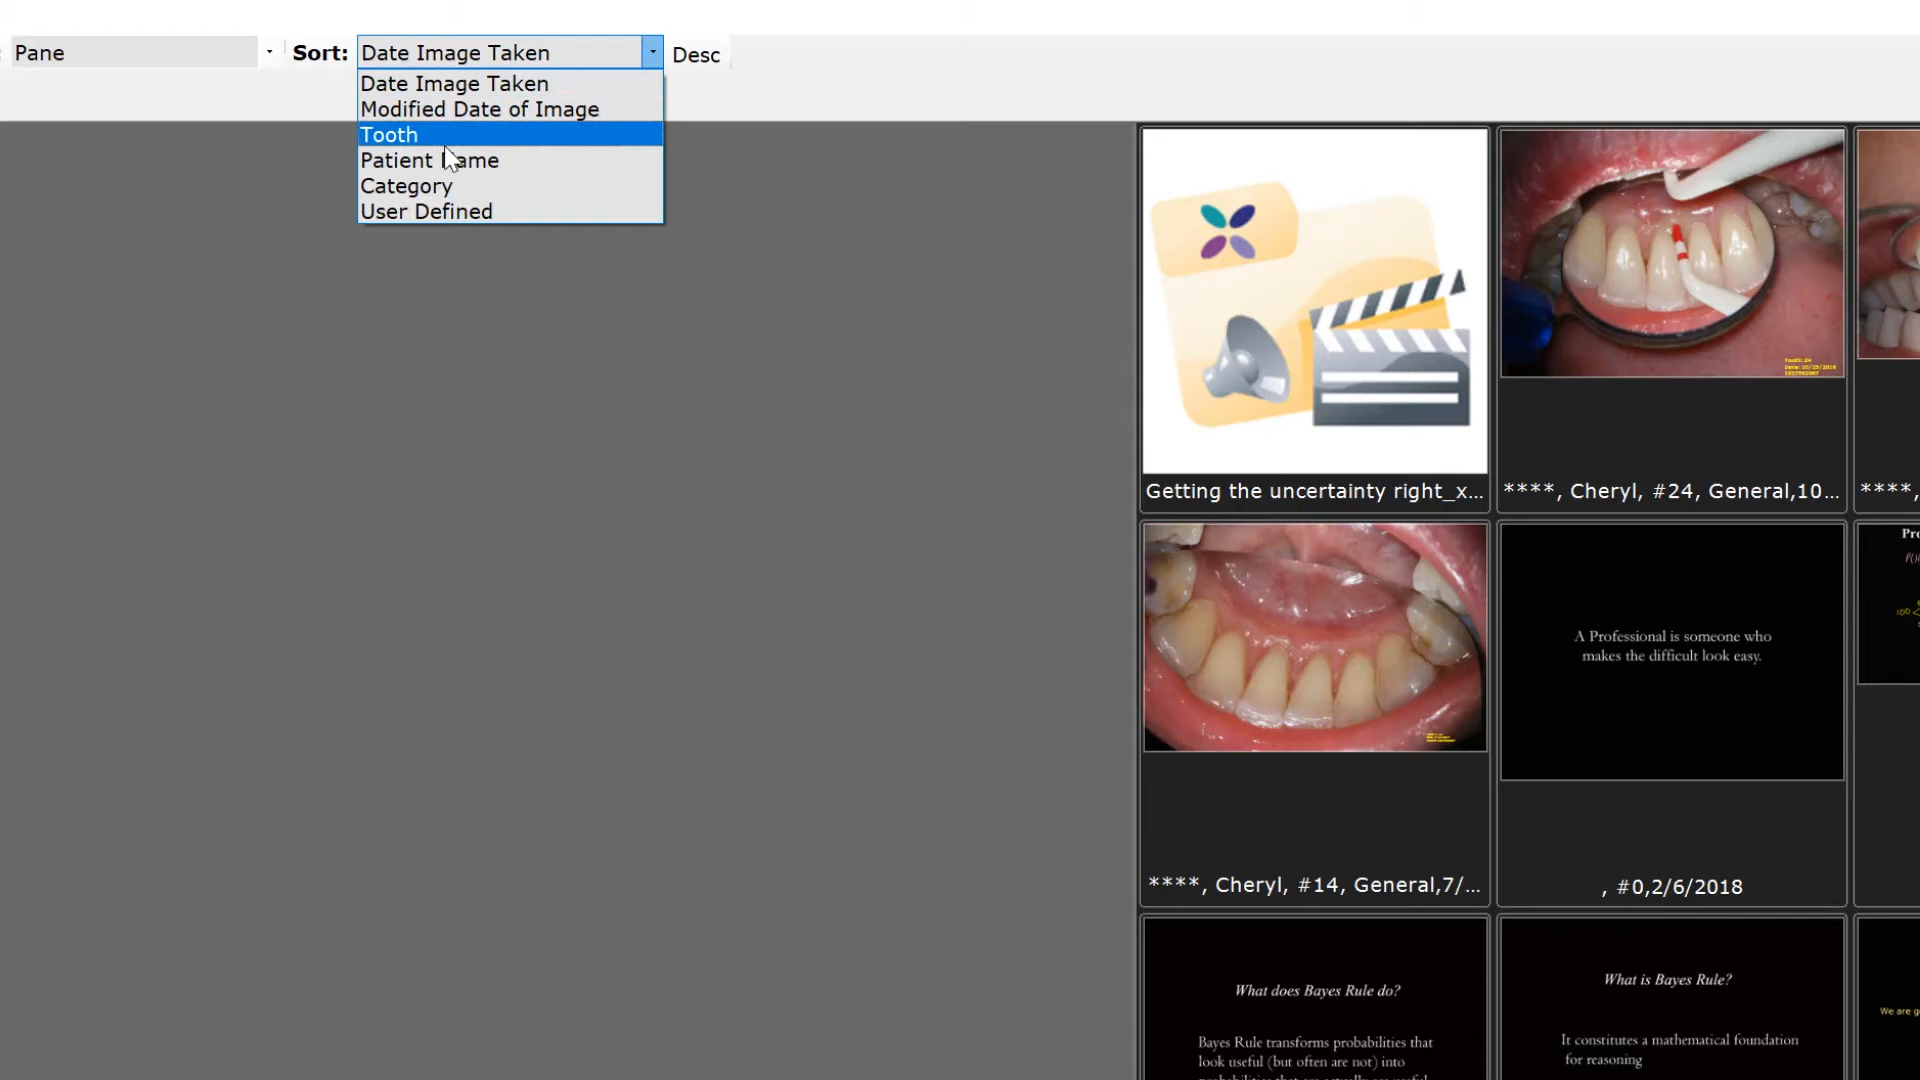 Pane
Sort:
Date Image Taken
Desc
Date Image Taken
Modified Date of Image
Tooth
Patient
Category
User Defined
Getting the uncertainty right_x...
****, Cheryl, #24, General,10...
****,
****, Cheryl, #14, General,7/...
A Professional is someone who
makes the difficult look easy.
, #0,2/6/2018
What does Bayes Rule do?
Bayes Rule transforms probabilities that
look useful (but often are not) into
What is Bayes Rule?
It constitutes a mathematical foundation
for reasoning
We are